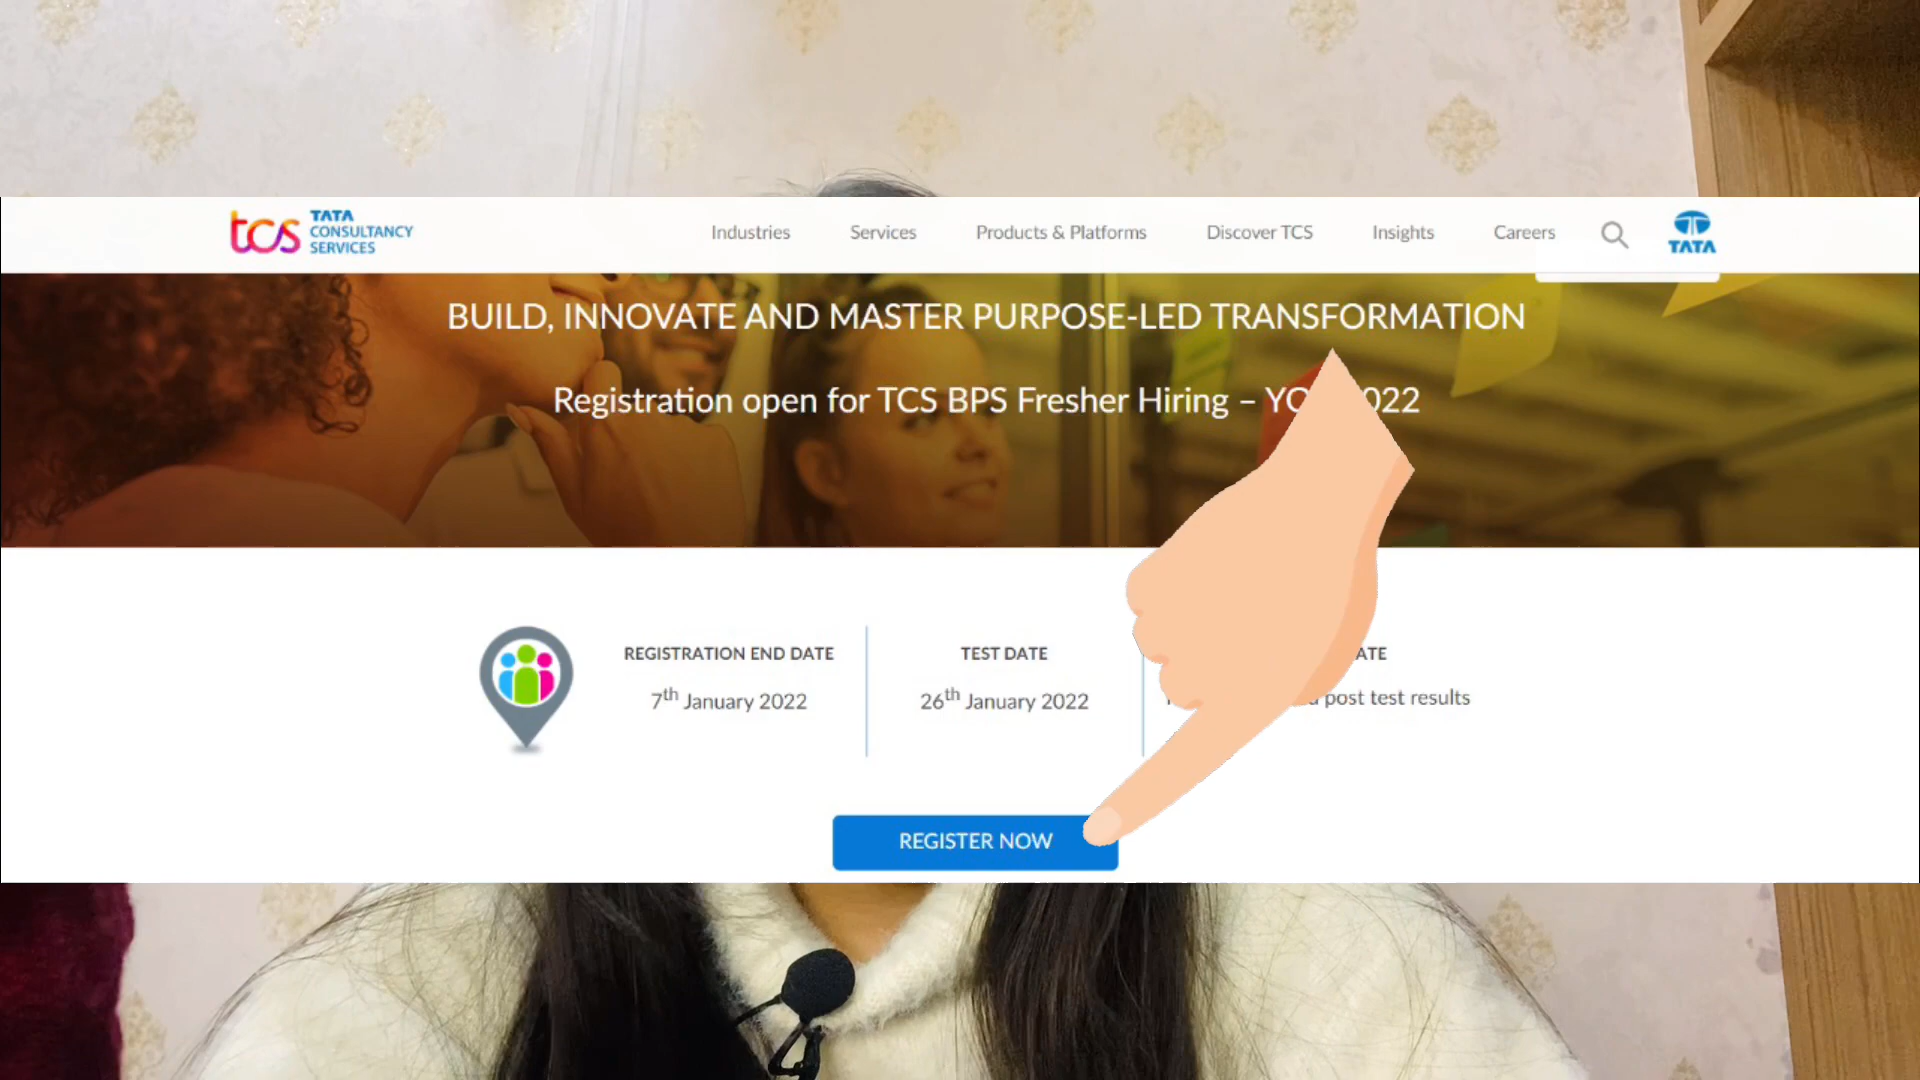 tcs TATA
CONSULTANCY
SERVICES
Industries Services Products & Platforms Discover TCS Insights Careers
TATA
BUILD, INNOVATE AND MASTER PURPOSE-LED TRANSFORMATION
Registration open for TCS BPS Fresher Hiring –
REGISTRATION END DATE
7th January 2022
TEST DATE
26th January 2022
post test results
REGISTER NOW